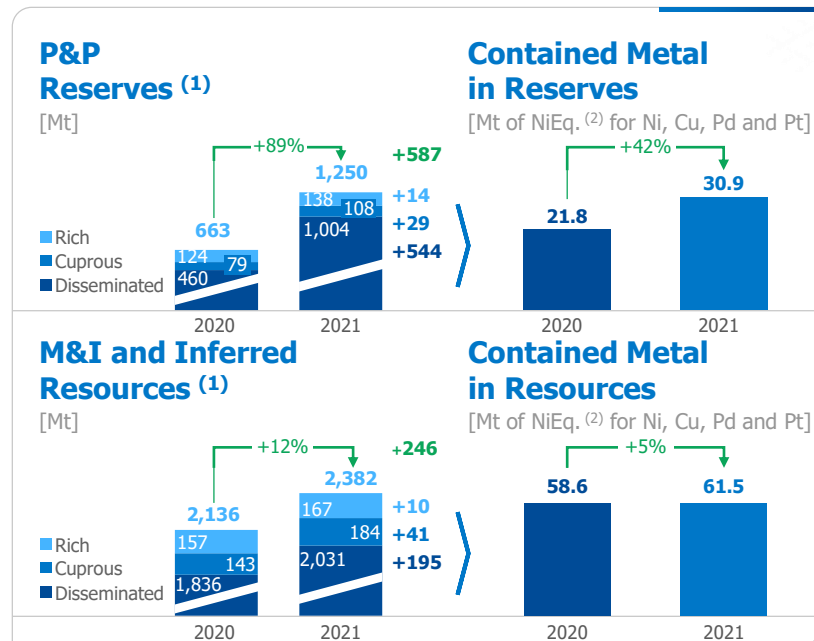 P&P
Reserves (1)
[Mt]
+89%
+587
1,250
663
138
108
124
79
1,004
460
+14
+29
+544
Rich
Cuprous
Disseminated
2020
2021
Contained Metal
in Reserves
[Mt of NiEq. (2) for Ni, Cu, Pd and Pt]
+42%
21.8
30.9
2020
2021
M&I and Inferred
Resources (1)
[Mt]
+12%
+246
2,382
2,136
167
157
184
143
2,031
1,836
+10
+41
+195
Rich
Cuprous
Disseminated
2020
2021
Contained Metal
in Resources
[Mt of NiEq. (2) for Ni, Cu, Pd and Pt]
+5%
58.6
61.5
2020
2021